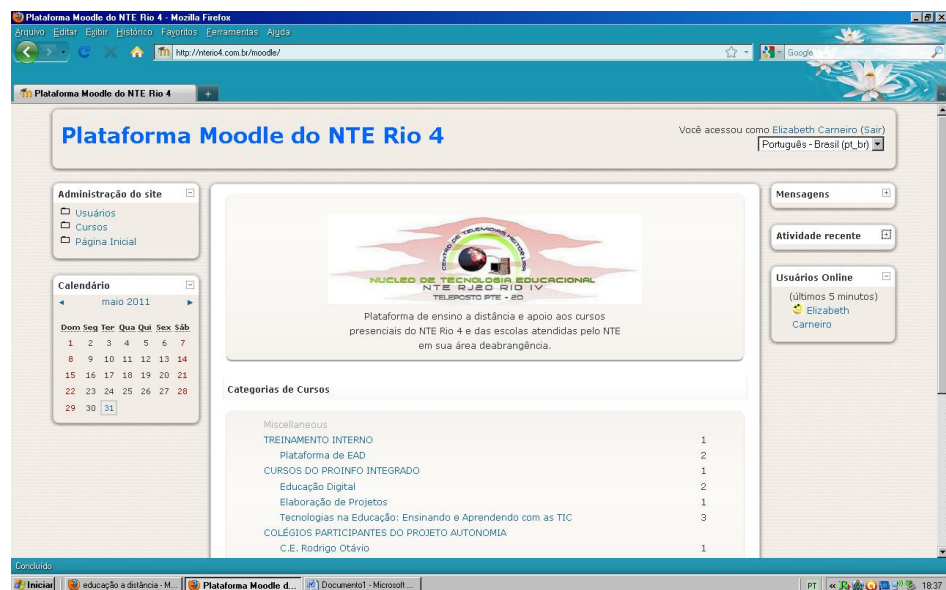 Plataforma Moodle do NTE Rio 4 - Mozilla Firefox
Arquivo Editar Exibir Histórico Favoritos Ferramentas Ajuda
http://nterio4.com.br/moodle/
Google
Plataforma Moodle do NTE Rio 4
Plataforma Moodle do NTE Rio 4
Você acessou como Elizabeth Carneiro (Sair)
Português - Brasil (pt_br)
Administração do site
Usuários
Cursos
Página Inicial
Calendário
maio 2011
Dom Seg Ter Qua Qui Sex Sáb
1 2 3 4 5 6 7
8 9 10 11 12 13 14
15 16 17 18 19 20 21
22 23 24 25 26 27 28
29 30 31
CENTRO DE TELEMIDIAS
NUCLEO DE TECNOLOGIA EDUCACIONAL
NTE RJ20 RIO IV
TELEPOSTO PTE - 20
Plataforma de ensino a distância e apoio aos cursos
presenciais do NTE Rio 4 e das escolas atendidas pelo NTE
em sua área deabrangência.
Categorias de Cursos
Miscellaneous
TREINAMENTO INTERNO 1
Plataforma de EAD 2
CURSOS DO PROINFO INTEGRADO 1
Educação Digital 2
Elaboração de Projetos 1
Tecnologias na Educação: Ensinando e Aprendendo com as TIC 3
COLÉGIOS PARTICIPANTES DO PROJETO AUTONOMIA
C.E. Rodrigo Otávio 1
Mensagens
Atividade recente
Usuários Online
(últimos 5 minutos)
Elizabeth
Carneiro
Concluído
Iniciar
educação a distância - M...
Plataforma Moodle d...
Documento1 - Microsoft ...
PT
18:37